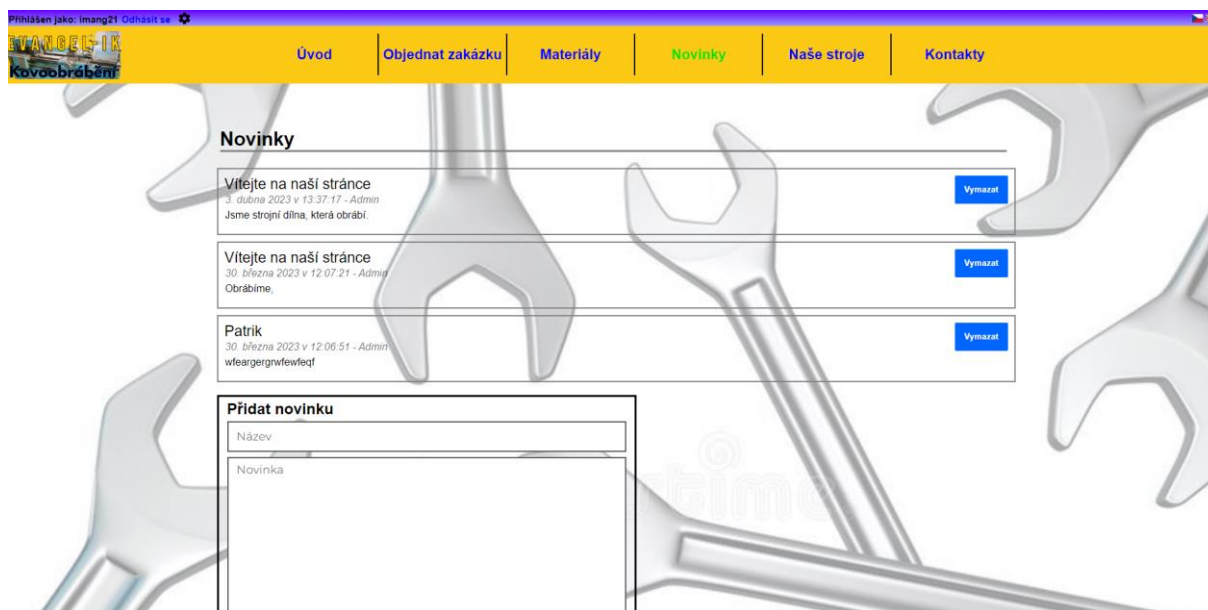 Přihlášen jako: imang21 Odhásit se
EVANGELIK
Kovoobrábění
Úvod
Objednat zakázku
Materiály
Novinky
Naše stroje
Kontakty
Novinky
Vítejte na naší stránce
Vymazat
3. dubna 2023 v 13:37:17 - Admin
Jsme strojní dílna, která obrábí.
Vítejte na naší stránce
Vymazat
30. března 2023 v 12:07:21 - Admin
Obrábíme,
Patrik
Vymazat
30. března 2023 v 12:06:51 - Admin
wfeargergrwfewfeqf
Přidat novinku
Název
Novinka